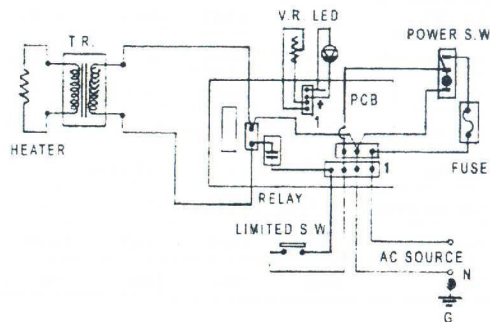 V.R. LED
POWER S.W
T.R.
PCB
+
1
HEATER
1
FUSE
RELAY
LIMITED S W
AC SOURCE
N
G